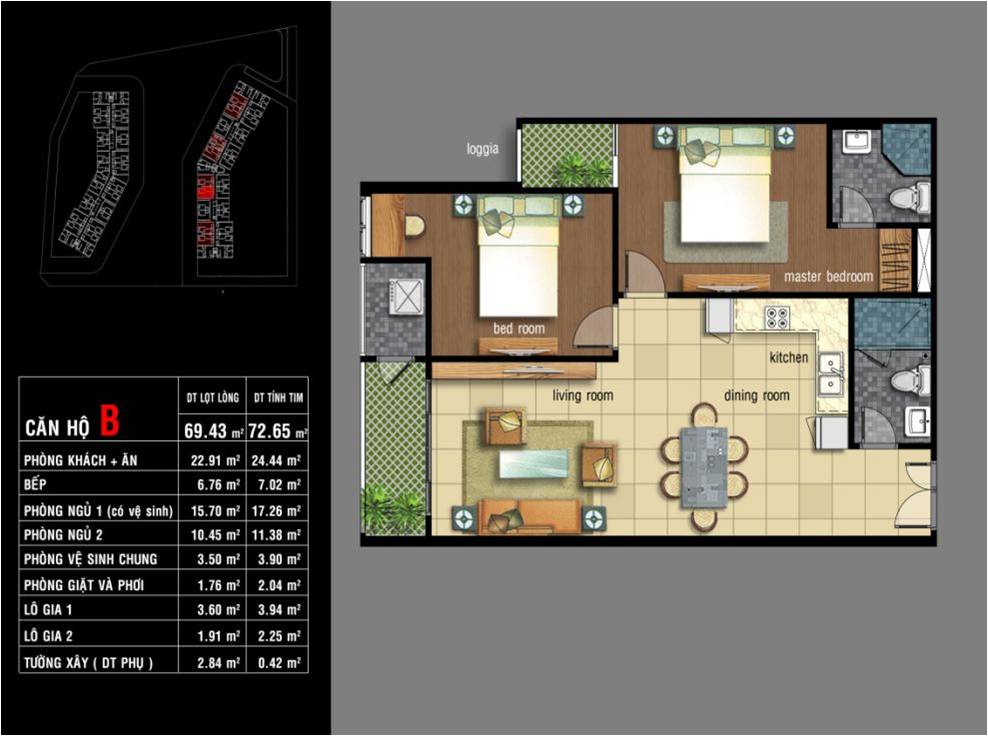 DT LỌT LÒNG DT TÍNH TIM
CĂN HỘ B 69.43 m² 72.65 m²
PHÒNG KHÁCH + ĂN 22.91 m² 24.44 m²
BẾP 6.76 m² 7.02 m²
PHÒNG NGỦ 1 (có vệ sinh) 15.70 m² 17.26 m²
PHÒNG NGỦ 2 10.45 m² 11.38 m²
PHÒNG VỆ SINH CHUNG 3.50 m² 3.90 m²
PHÒNG GIẶT VÀ PHƠI 1.76 m² 2.04 m²
LÔ GIA 1 3.60 m² 3.94 m²
LÔ GIA 2 1.91 m² 2.25 m²
TƯỜNG XÂY ( DT PHỤ ) 2.84 m² 0.42 m²
loggia
master bedroom
bed room
kitchen
living room
dining room